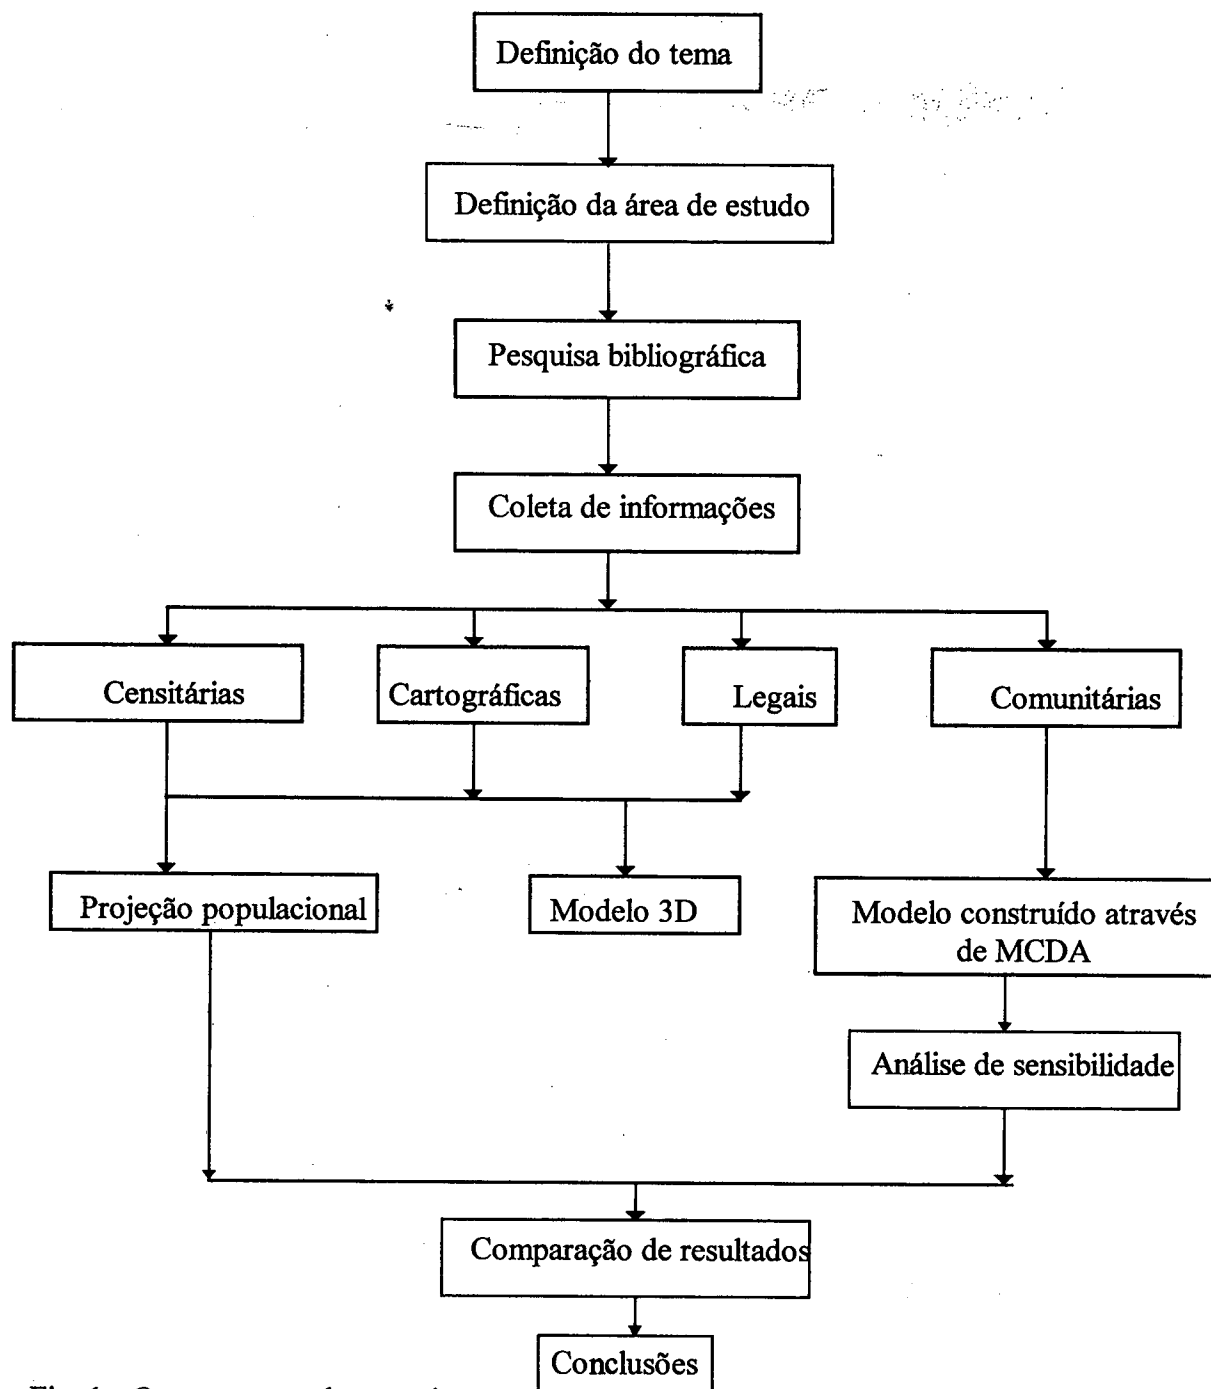 Definição do tema
Definição da área de estudo
Pesquisa bibliográfica
Coleta de informações
Censitárias
Cartográficas
Legais
Comunitárias
Projeção populacional
Modelo 3D
Modelo construído através
de MCDA
Análise de sensibilidade
Comparação de resultados
Conclusões